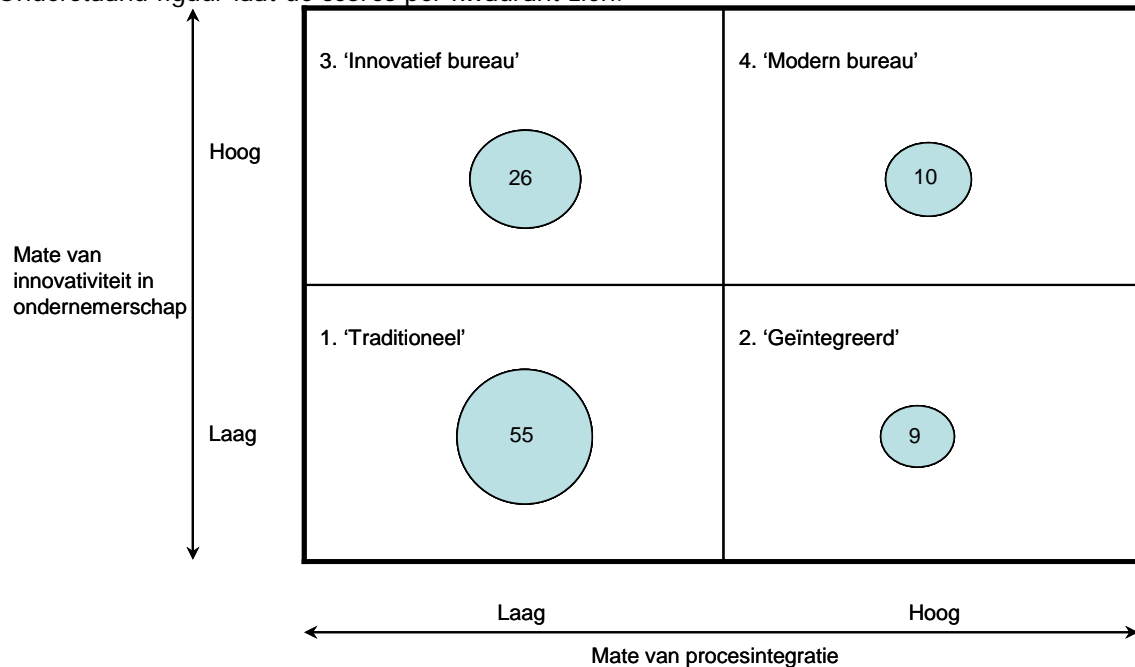 3. ‘Innovatief bureau’
4. ‘Modern bureau’
Hoog
26
10
Mate van
innovativiteit in
ondernemerschap
1. ‘Traditioneel’
2. ‘Geïntegreerd’
Laag
55
9
Laag
Hoog
Mate van procesintegratie